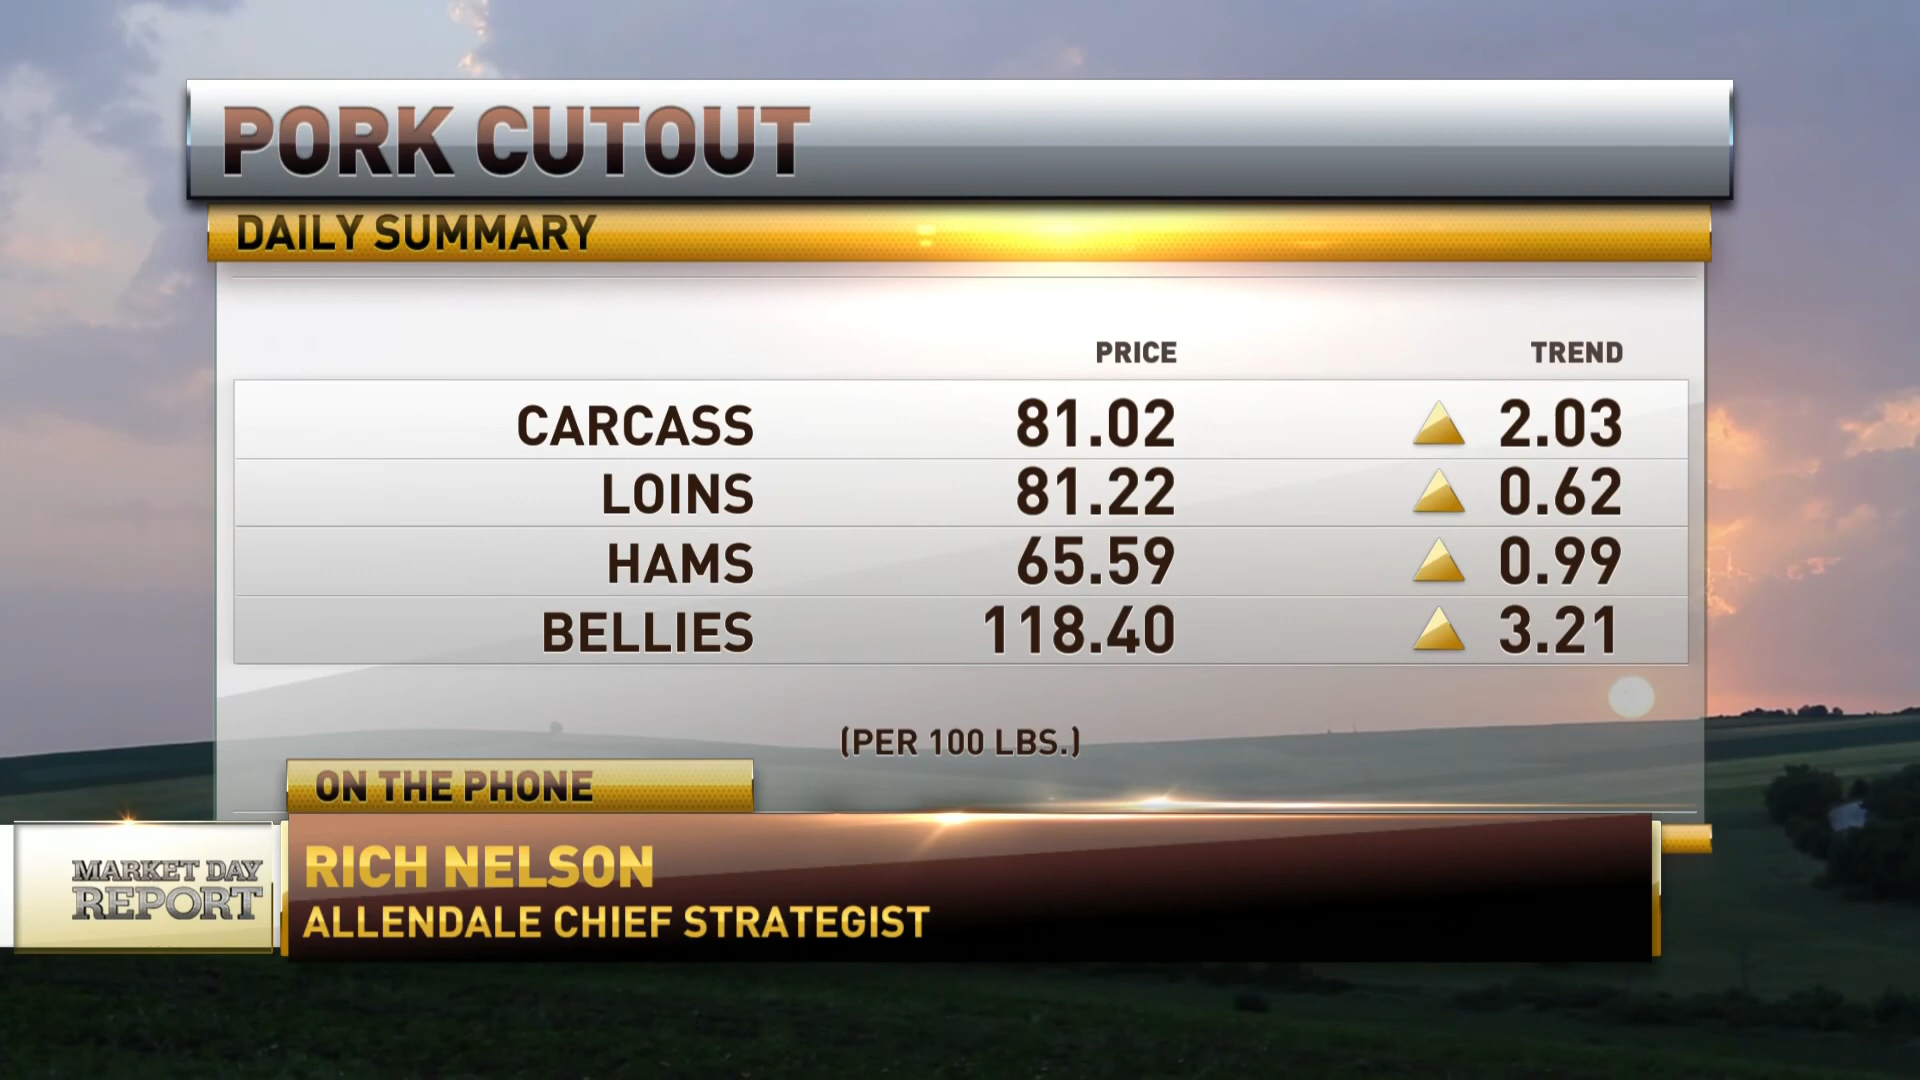 PORK CUTOUT
DAILY SUMMARY
PRICE TREND
CARCASS 81.02 2.03
LOINS 81.22 0.62
HAMS 65.59 0.99
BELLIES 118.40 3.21
(PER 100 LBS.)
ON THE PHONE
MARKET DAY
REPORT
RICH NELSON
ALLENDALE CHIEF STRATEGIST